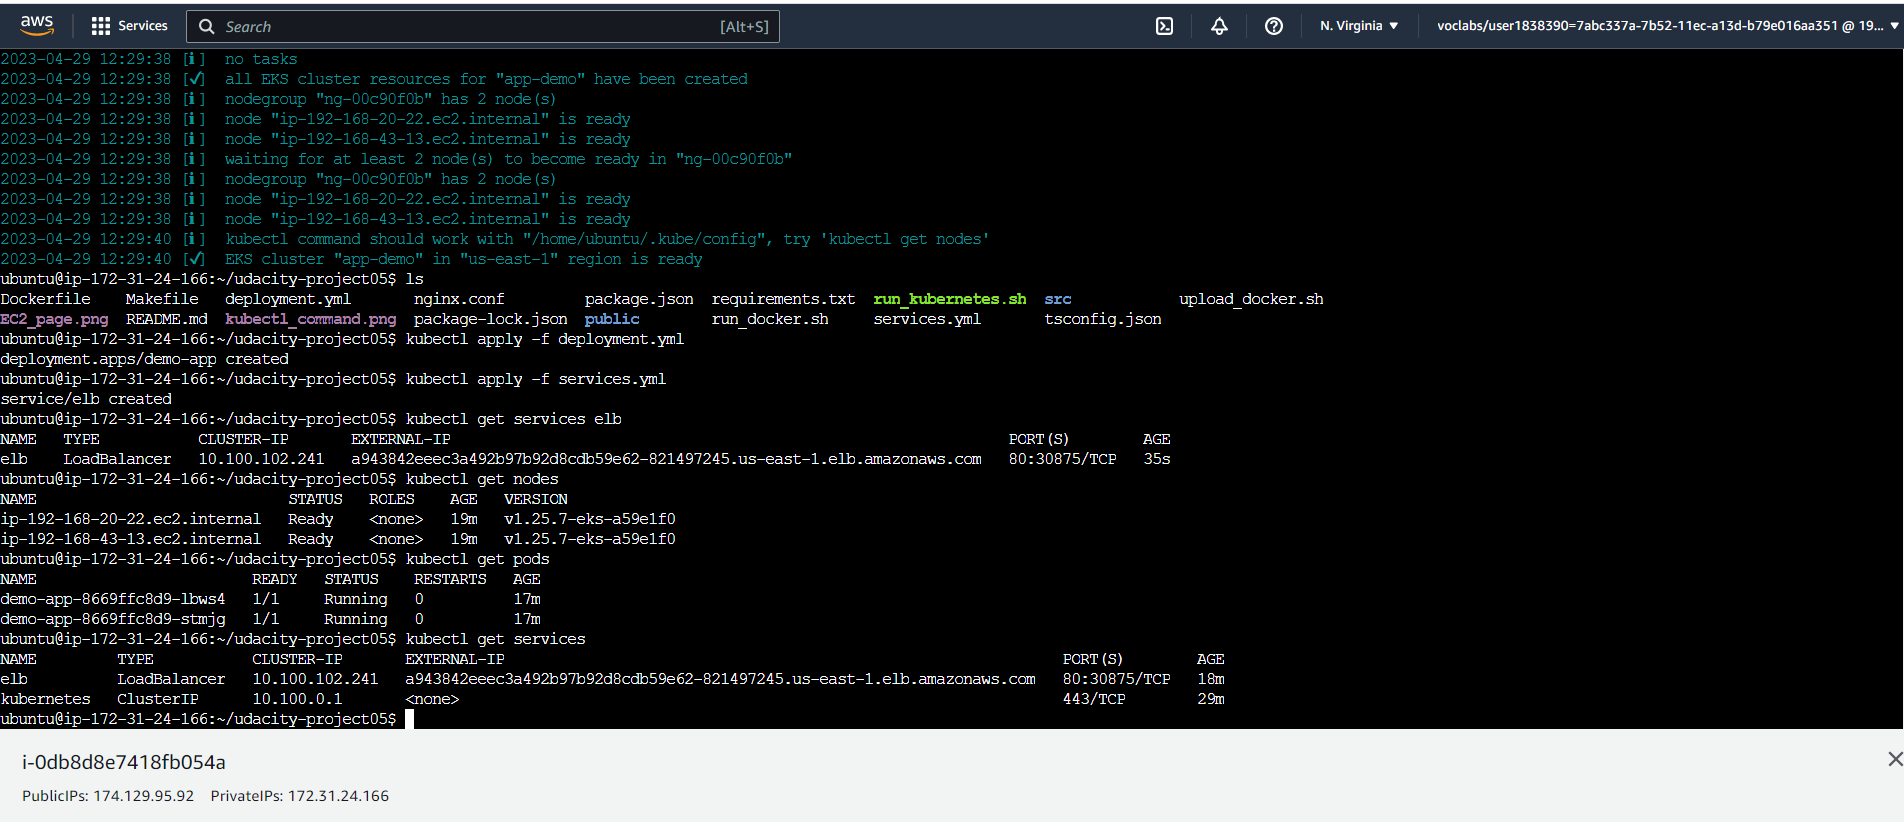 aws Services Search [Alt+S] N. Virginia voclabs/user1838390=7abc337a-7b52-11ec-a13d-b79e016aa351 @ 19...
2023-04-29 12:29:38 [ℹ]  no tasks
2023-04-29 12:29:38 [✔]  all EKS cluster resources for "app-demo" have been created
2023-04-29 12:29:38 [ℹ]  nodegroup "ng-00c90f0b" has 2 node(s)
2023-04-29 12:29:38 [ℹ]  node "ip-192-168-20-22.ec2.internal" is ready
2023-04-29 12:29:38 [ℹ]  node "ip-192-168-43-13.ec2.internal" is ready
2023-04-29 12:29:38 [ℹ]  waiting for at least 2 node(s) to become ready in "ng-00c90f0b"
2023-04-29 12:29:38 [ℹ]  nodegroup "ng-00c90f0b" has 2 node(s)
2023-04-29 12:29:38 [ℹ]  node "ip-192-168-20-22.ec2.internal" is ready
2023-04-29 12:29:38 [ℹ]  node "ip-192-168-43-13.ec2.internal" is ready
2023-04-29 12:29:40 [ℹ]  kubectl command should work with "/home/ubuntu/.kube/config", try 'kubectl get nodes'
2023-04-29 12:29:40 [✔]  EKS cluster "app-demo" in "us-east-1" region is ready
ubuntu@ip-172-31-24-166:~/udacity-project05$ ls
Dockerfile Makefile deployment.yml nginx.conf package.json requirements.txt run_kubernetes.sh src upload_docker.sh
EC2_page.png README.md kubectl_command.png package-lock.json public run_docker.sh services.yml tsconfig.json
ubuntu@ip-172-31-24-166:~/udacity-project05$ kubectl apply -f deployment.yml
deployment.apps/demo-app created
ubuntu@ip-172-31-24-166:~/udacity-project05$ kubectl apply -f services.yml
service/elb created
ubuntu@ip-172-31-24-166:~/udacity-project05$ kubectl get services elb
NAME TYPE CLUSTER-IP EXTERNAL-IP PORT(S) AGE
elb LoadBalancer 10.100.102.241 a943842eeec3a492b97b92d8cdb59e62-821497245.us-east-1.elb.amazonaws.com 80:30875/TCP 35s
ubuntu@ip-172-31-24-166:~/udacity-project05$ kubectl get nodes
NAME STATUS ROLES AGE VERSION
ip-192-168-20-22.ec2.internal Ready <none> 19m v1.25.7-eks-a59e1f0
ip-192-168-43-13.ec2.internal Ready <none> 19m v1.25.7-eks-a59e1f0
ubuntu@ip-172-31-24-166:~/udacity-project05$ kubectl get pods
NAME READY STATUS RESTARTS AGE
demo-app-8669ffc8d9-lbws4 1/1 Running 0 17m
demo-app-8669ffc8d9-stmjg 1/1 Running 0 17m
ubuntu@ip-172-31-24-166:~/udacity-project05$ kubectl get services
NAME TYPE CLUSTER-IP EXTERNAL-IP PORT(S) AGE
elb LoadBalancer 10.100.102.241 a943842eeec3a492b97b92d8cdb59e62-821497245.us-east-1.elb.amazonaws.com 80:30875/TCP 18m
kubernetes ClusterIP 10.100.0.1 <none> 443/TCP 29m
ubuntu@ip-172-31-24-166:~/udacity-project05$
i-0db8d8e7418fb054a
PublicIPs: 174.129.95.92 PrivateIPs: 172.31.24.166